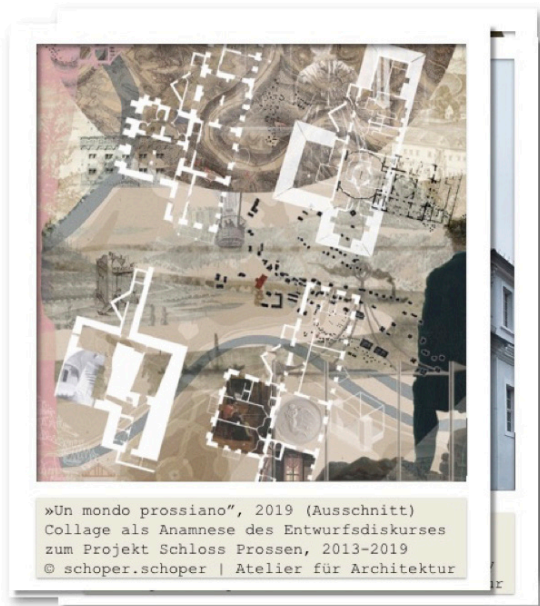 »Un mondo prossiano”, 2019 (Ausschnitt)
Collage als Anamnese des Entwurfsdiskurses
zum Projekt Schloss Prossen, 2013-2019
© schoper.schoper | Atelier für Architektur